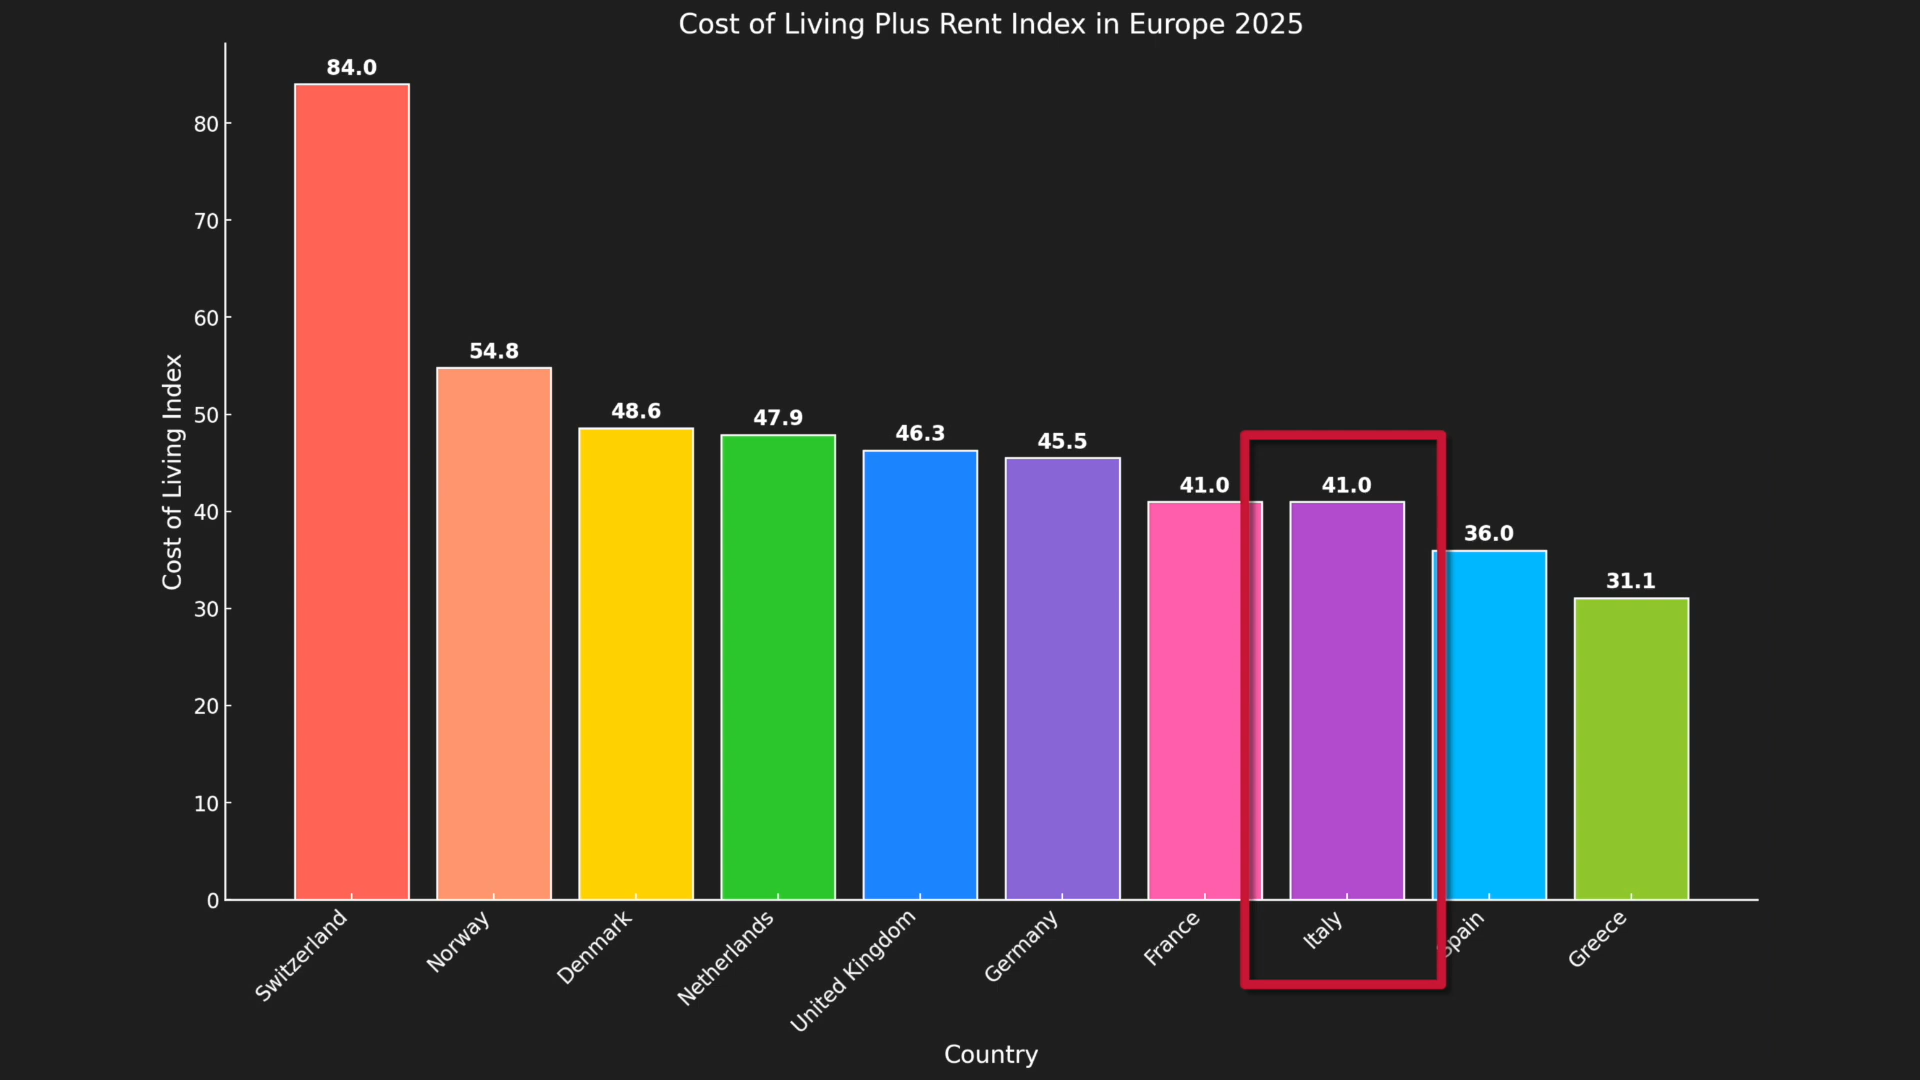 Cost of Living Plus Rent Index in Europe 2025
Cost of Living Index
80
70
60
50
40
30
20
10
0
84.0
54.8
48.6
47.9
46.3
45.5
41.0
41.0
36.0
31.1
Switzerland
Norway
Denmark
Netherlands
United Kingdom
Germany
France
Italy
Spain
Greece
Country